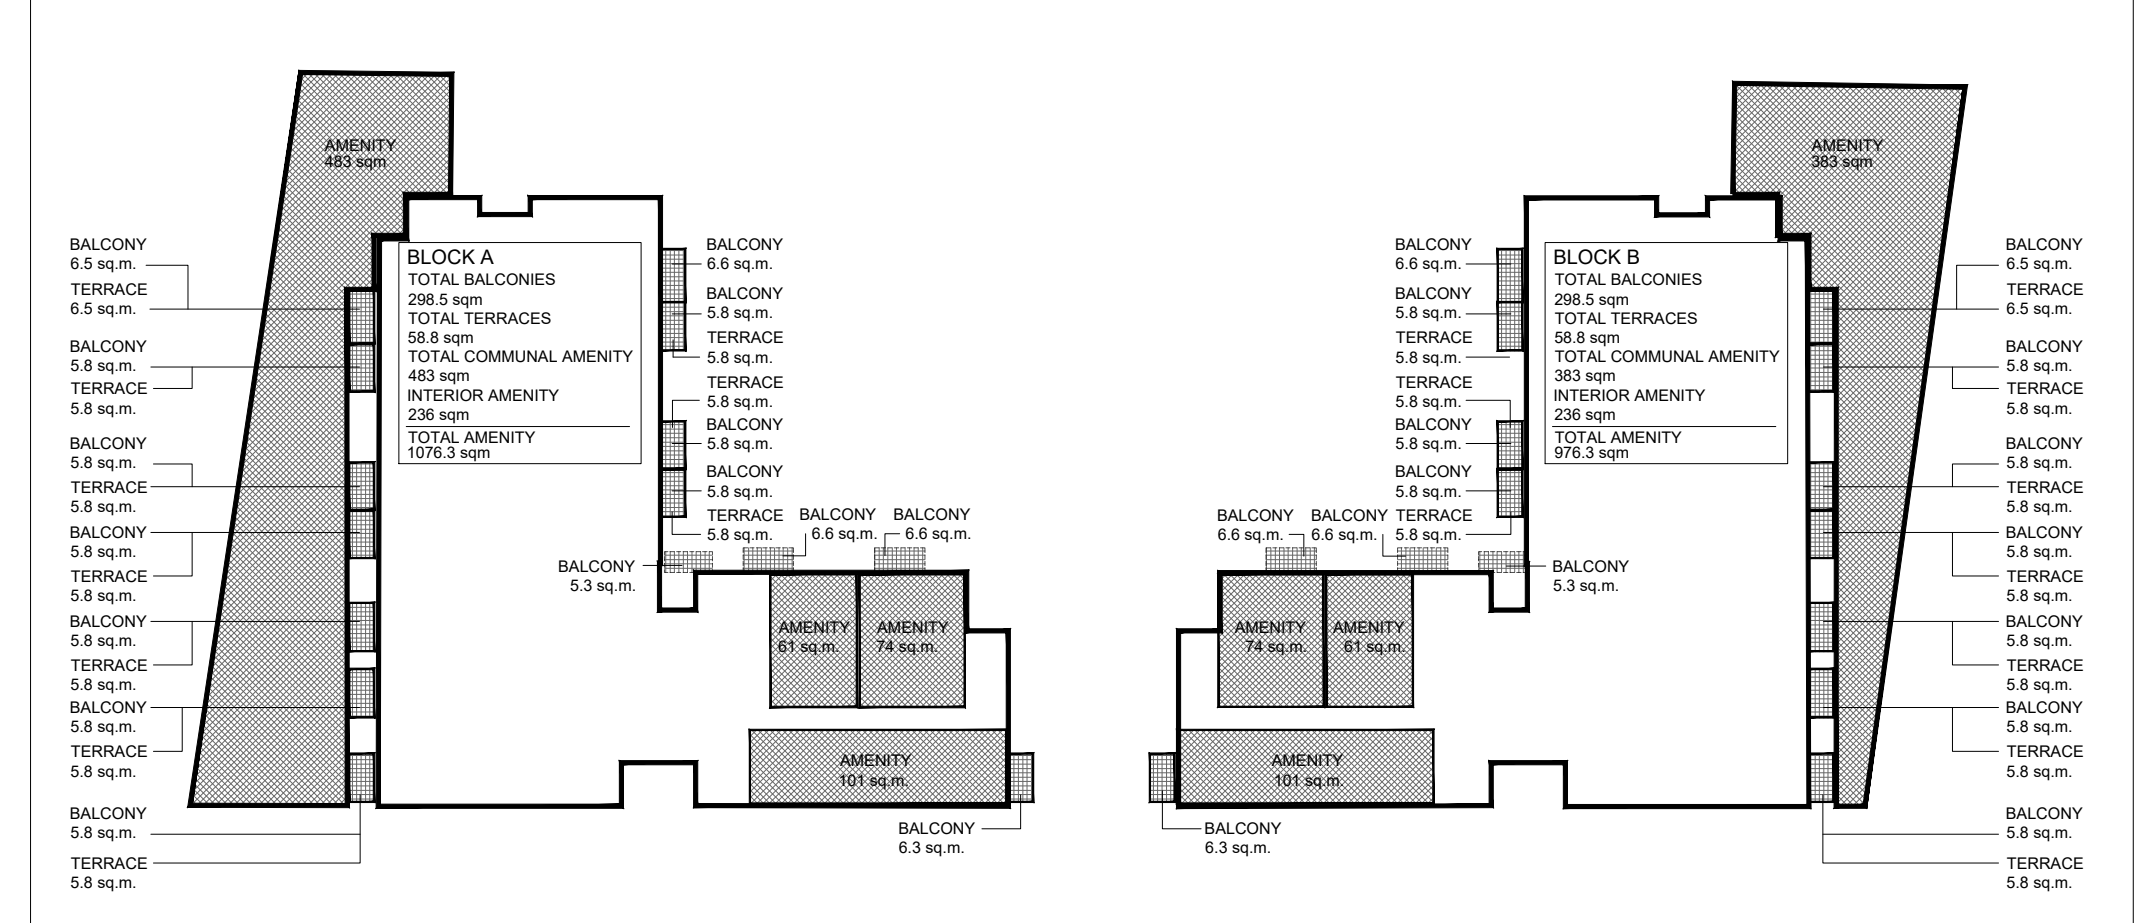 AMENITY
483 sqm
BALCONY
6.5 sq.m.
TERRACE
6.5 sq.m.
BALCONY
5.8 sq.m.
TERRACE
5.8 sq.m.
BALCONY
5.8 sq.m.
TERRACE
5.8 sq.m.
BALCONY
5.8 sq.m.
TERRACE
5.8 sq.m.
BALCONY
5.8 sq.m.
TERRACE
5.8 sq.m.
BALCONY
5.8 sq.m.
TERRACE
5.8 sq.m.
BALCONY
5.8 sq.m.
TERRACE
5.8 sq.m.
BLOCK A
TOTAL BALCONIES
298.5 sqm
TOTAL TERRACES
58.8 sqm
TOTAL COMMUNAL AMENITY
483 sqm
INTERIOR AMENITY
236 sqm
TOTAL AMENITY
1076.3 sqm
BALCONY
6.6 sq.m.
BALCONY
5.8 sq.m.
TERRACE
5.8 sq.m.
TERRACE
5.8 sq.m.
BALCONY
5.8 sq.m.
BALCONY
5.8 sq.m.
TERRACE
5.8 sq.m.
BALCONY
6.6 sq.m.
BALCONY
6.6 sq.m.
BALCONY
5.3 sq.m.
AMENITY
61 sq.m.
AMENITY
74 sq.m.
AMENITY
101 sq.m.
BALCONY
6.3 sq.m.
BALCONY
6.6 sq.m.
BALCONY
5.8 sq.m.
TERRACE
5.8 sq.m.
TERRACE
5.8 sq.m.
BALCONY
5.8 sq.m.
BALCONY
5.8 sq.m.
TERRACE
5.8 sq.m.
BALCONY
6.6 sq.m.
BALCONY
6.6 sq.m.
BALCONY
5.3 sq.m.
AMENITY
74 sq.m.
AMENITY
61 sq.m.
AMENITY
101 sq.m.
BALCONY
6.3 sq.m.
BLOCK B
TOTAL BALCONIES
298.5 sqm
TOTAL TERRACES
58.8 sqm
TOTAL COMMUNAL AMENITY
383 sqm
INTERIOR AMENITY
236 sqm
TOTAL AMENITY
976.3 sqm
AMENITY
383 sqm
BALCONY
6.5 sq.m.
TERRACE
6.5 sq.m.
BALCONY
5.8 sq.m.
TERRACE
5.8 sq.m.
BALCONY
5.8 sq.m.
TERRACE
5.8 sq.m.
BALCONY
5.8 sq.m.
TERRACE
5.8 sq.m.
BALCONY
5.8 sq.m.
TERRACE
5.8 sq.m.
BALCONY
5.8 sq.m.
TERRACE
5.8 sq.m.
BALCONY
5.8 sq.m.
TERRACE
5.8 sq.m.